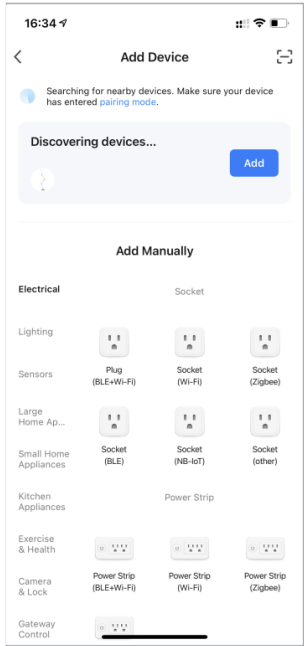 16:34
Add Device
Searching for nearby devices. Make sure your device
has entered pairing mode.
Discovering devices...
Add
Add Manually
Electrical
Socket
Lighting
Sensors
Plug
(BLE+Wi-Fi)
Socket
(Wi-Fi)
Socket
(Zigbee)
Large
Home Ap...
Small Home
Appliances
Socket
(BLE)
Socket
(NB-IoT)
Socket
(other)
Kitchen
Appliances
Power Strip
Exercise
& Health
Camera
& Lock
Power Strip
(BLE+Wi-Fi)
Power Strip
(Wi-Fi)
Power Strip
(Zigbee)
Gateway
Control